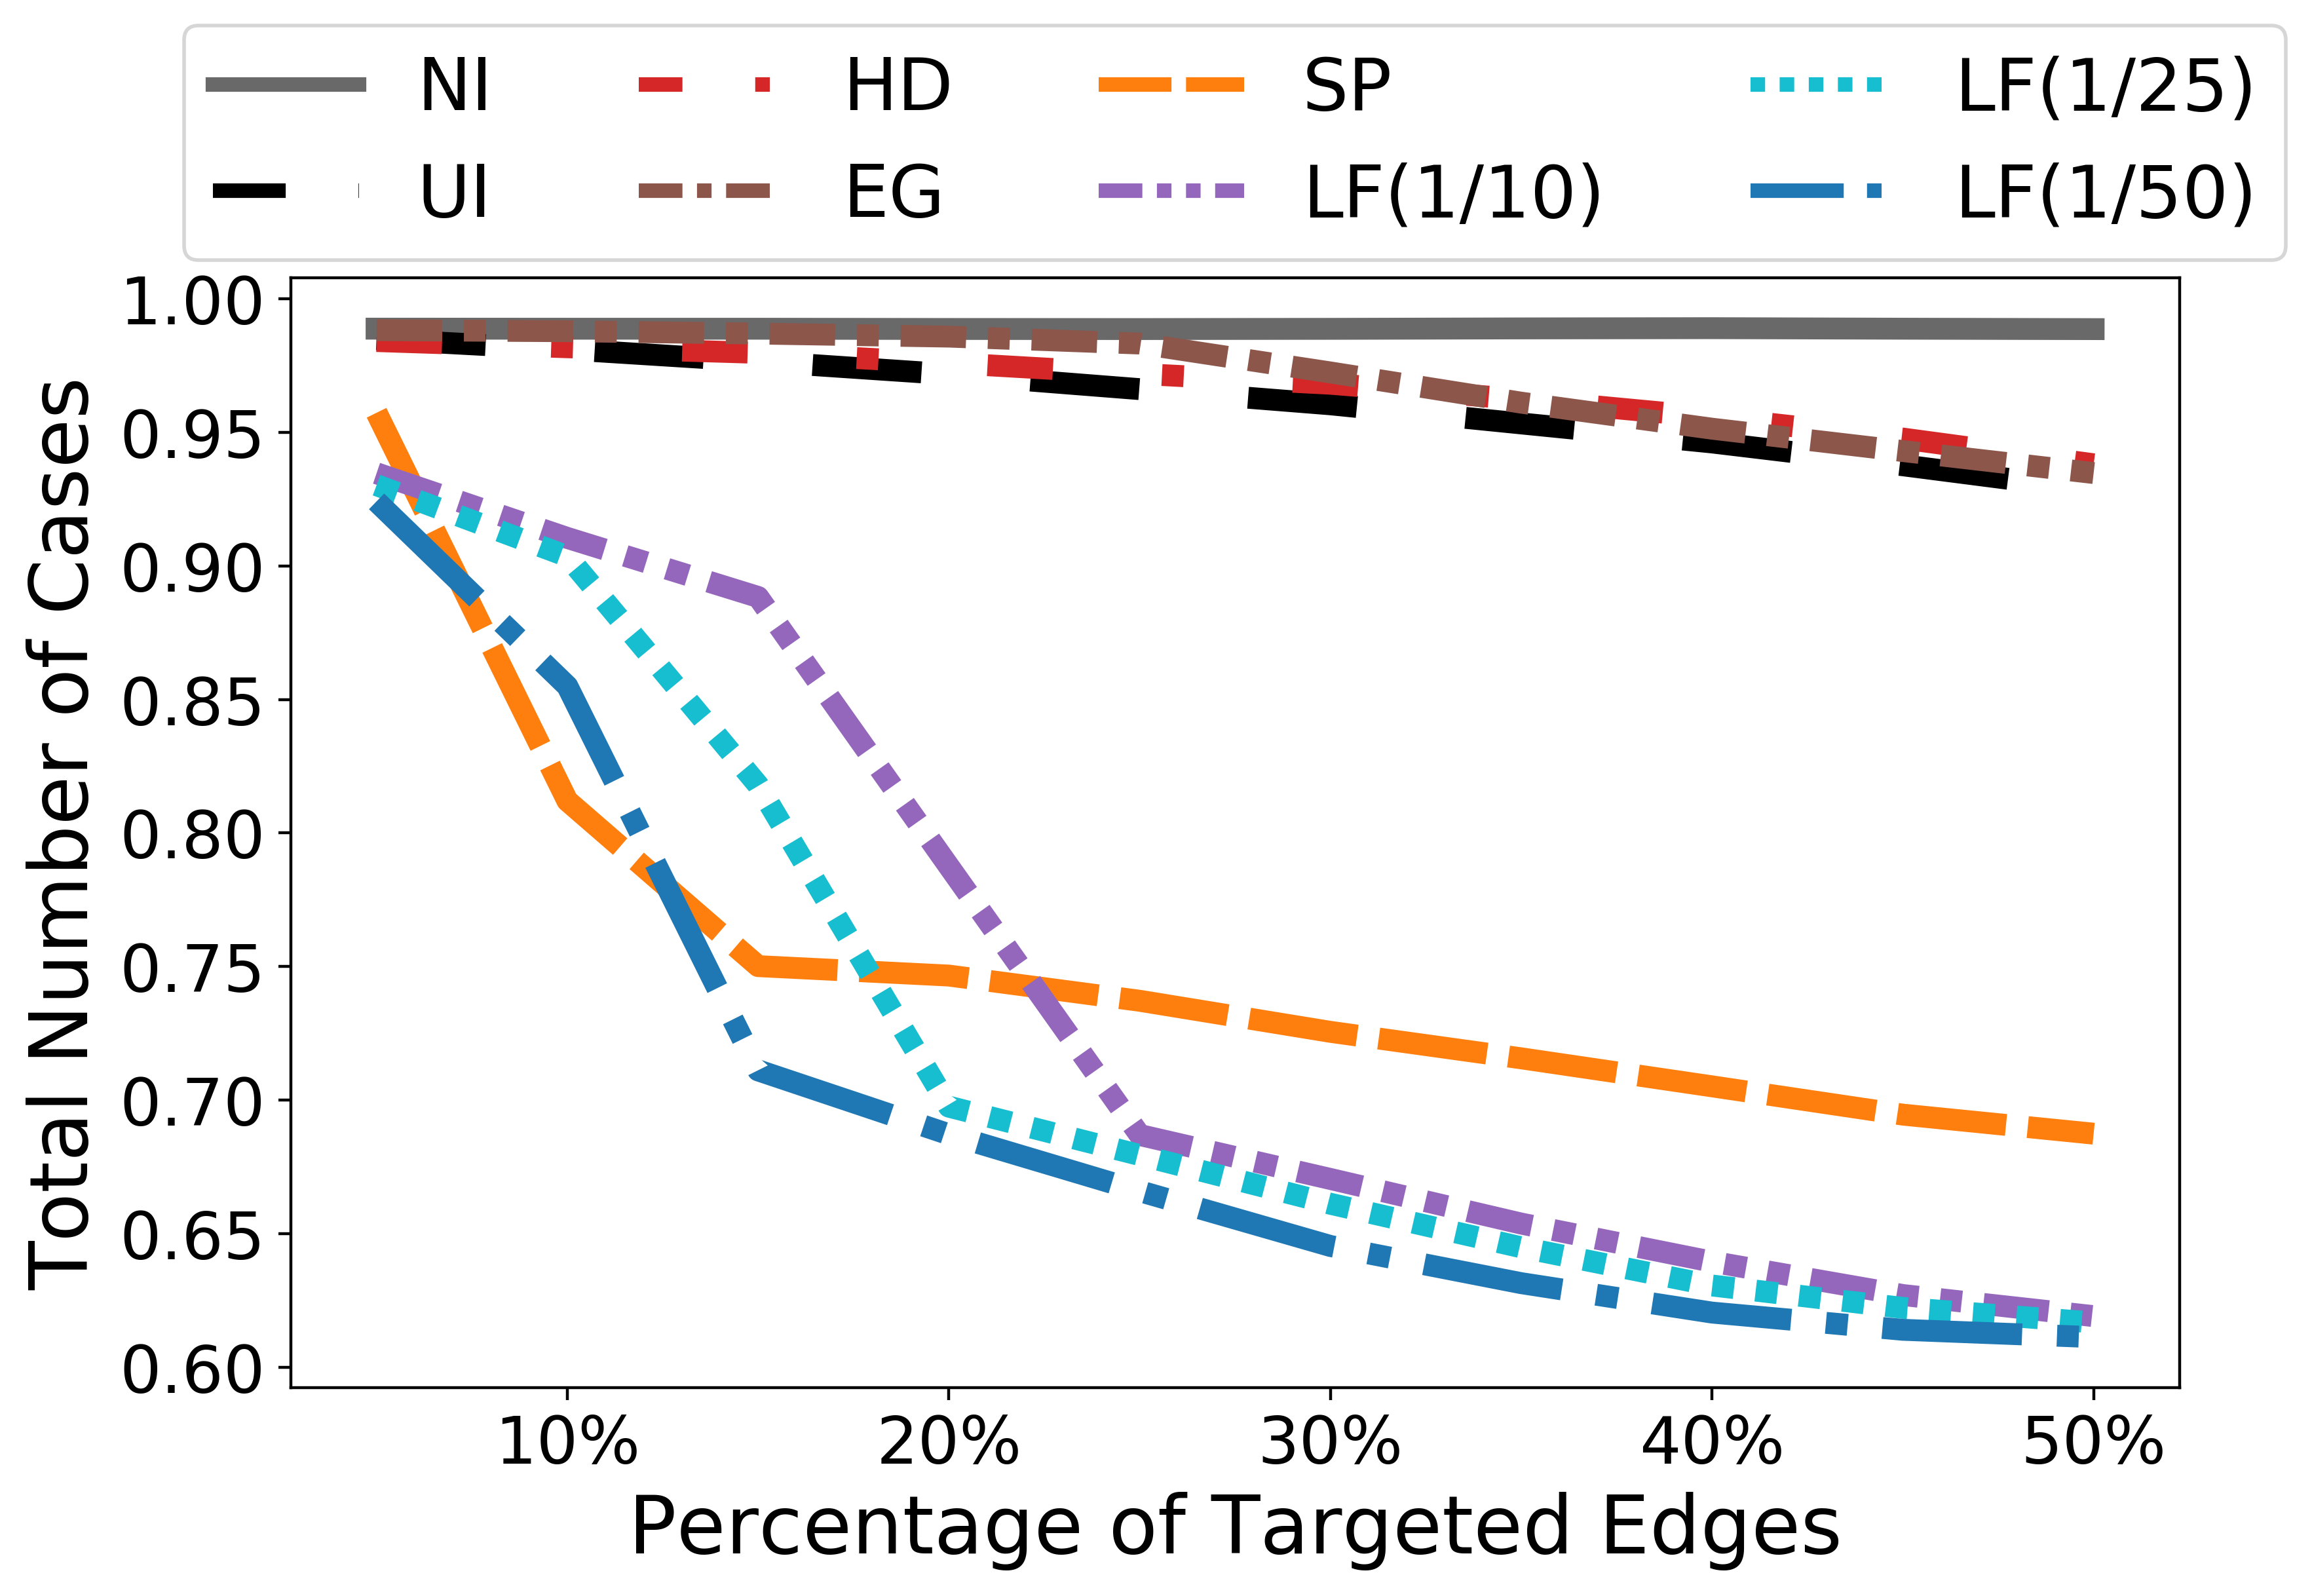 NI HD SP LF(1/25)
UI EG LF(1/10) LF(1/50)
Total Number of Cases
1.00
0.95
0.90
0.85
0.80
0.75
0.70
0.65
0.60
10% 20% 30% 40% 50%
Percentage of Targeted Edges